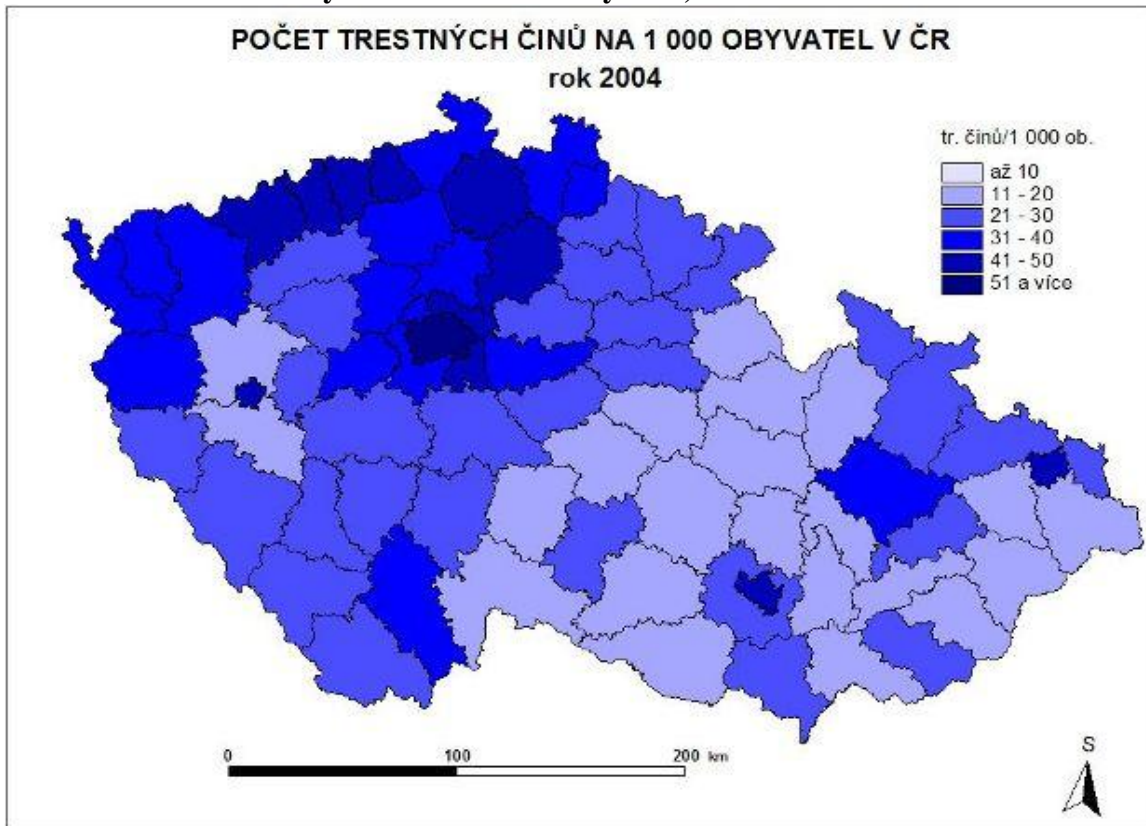 POČET TRESTNÝCH ČINŮ NA 1 000 OBYVATEL V ČR
rok 2004
tr. činů/1 000 ob.
až 10
11 - 20
21 - 30
31 - 40
41 - 50
51 a více
0 100 200 km
S